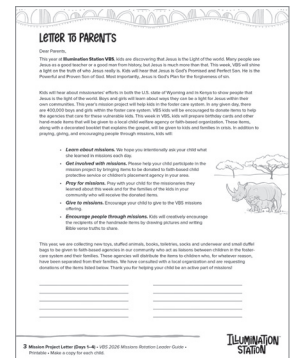 LETTER TO PARENTS
Dear Parents,
This year at Illumination Station VBS, kids are discovering that Jesus is the Light of the world. Many people see
Jesus as a good teacher or a good man from history, but Jesus is much more than that. This week, VBS will shine
a light on the truth of who Jesus really is. Kids will hear that Jesus is God's Promised and Perfect Son. He is the
Powerful and Proven Son of God. Most importantly, Jesus is God's Plan for the forgiveness of sin.
Kids will hear about missionaries' efforts in both the U.S. state of Wyoming and in Kenya to show people that
Jesus is the light of the world. Boys and girls will learn about ways they can be a light for Jesus within their
own communities. This year's mission project will help kids in the foster care system. In any given day, there
are 400,000 boys and girls within the foster care system. VBS kids will be encouraged to donate items to help
the agencies that care for these vulnerable kids. This week in VBS, kids will prepare birthday cards and other
hand-made items that will be given to a local child welfare agency or faith-based organization. These items,
along with a decorated booklet that explains the gospel, will be given to kids and families in crisis. In addition to
praying, giving, and encouraging people through missions, kids will:
• Learn about missions. We hope you intentionally ask your child what
she learned in missions each day.
• Get involved with missions. Please help your child participate in the
mission project by bringing items to be donated to faith-based child
protective service or children's placement agency in your area.
• Pray for missions. Pray with your child for the missionaries they
learned about this week and for the families of the kids in your
community who will receive the donated items.
• Give to missions. Encourage your child to give to the VBS missions
offering.
• Encourage people through missions. Kids will creatively encourage
the recipients of the handmade items by drawing pictures and writing
Bible verse truths to share.
This year, we are collecting new toys, stuffed animals, books, toiletries, socks and underwear and small duffel
bags to be given to faith-based agencies in our community who act as liaisons between children in the foster-
care system and their families. These agencies will distribute the items to children who, for whatever reason,
have been separated from their families. We have consulted with a local organization and are requesting
donations of the items listed below. Thank you for helping your child be an active part of missions!
3 Mission Project Letter (Days 1–4) • VBS 2026 Missions Rotation Leader Guide •
Printable • Make a copy for each child.
ILLUMINATION
STATION